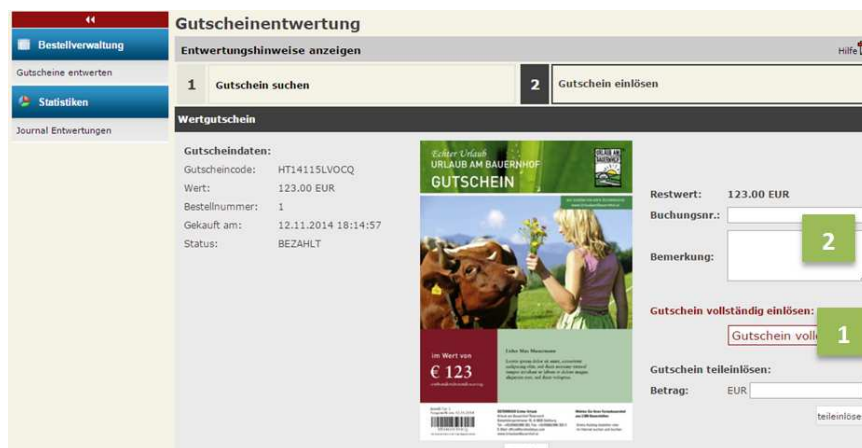 Gutscheinentwertung
Bestellverwaltung
Entwertungshinweise anzeigen
Hilfe
Gutscheine entwerten
1 Gutschein suchen
2 Gutschein einlösen
Statistiken
Journal Entwertungen
Wertgutschein
Gutscheindaten:
Gutscheincode: HT14115LVOCQ
Wert: 123.00 EUR
Bestellnummer: 1
Gekauft am: 12.11.2014 18:14:57
Status: BEZAHLT
Echter Urlaub
URLAUB AM BAUERNHOF
GUTSCHEIN
URLAUB AM
BAUERNHOF
im Wert von
€ 123
Restwert: 123.00 EUR
Buchungsnr.:
2
Bemerkung:
Gutschein vollständig einlösen:
Gutschein voll
1
Gutschein teileinlösen:
Betrag: EUR
teileinlöse